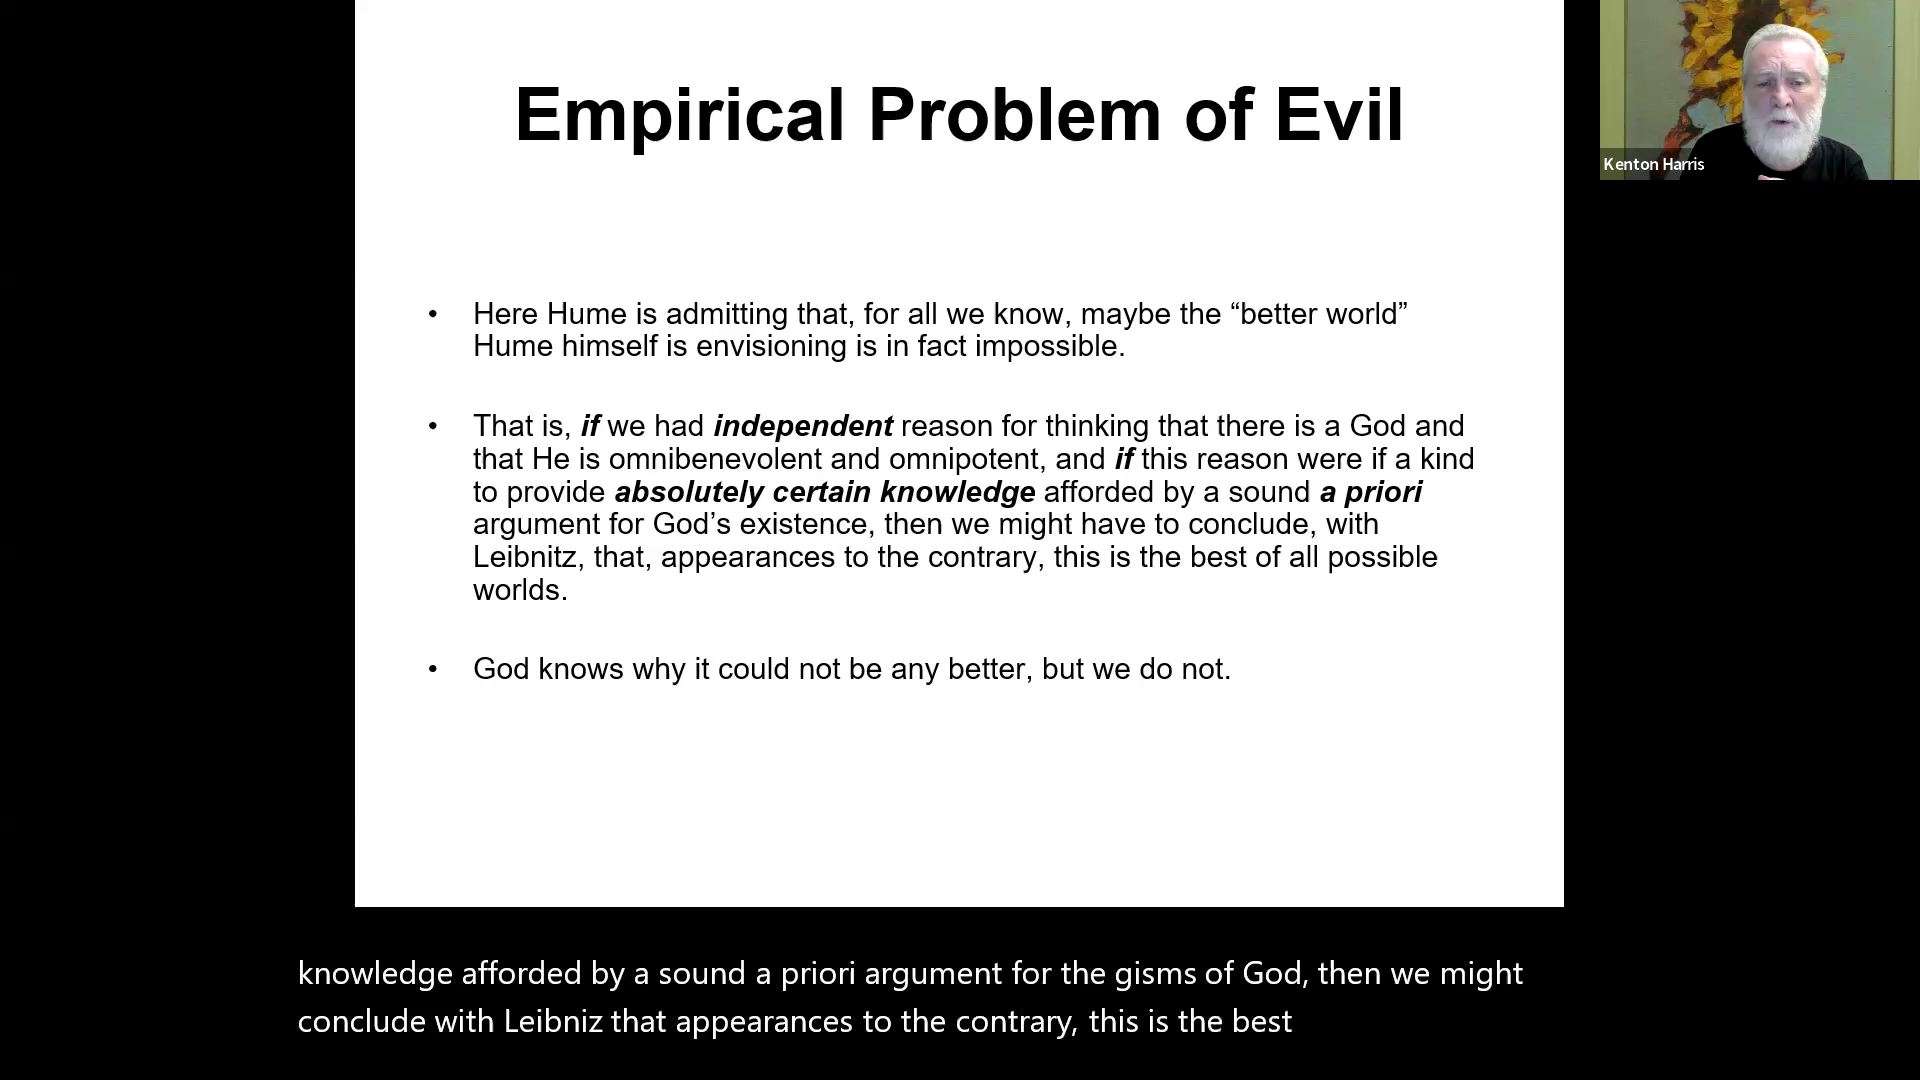 Empirical Problem of Evil
Kenton Harris
• Here Hume is admitting that, for all we know, maybe the “better world”
Hume himself is envisioning is in fact impossible.
• That is, if we had independent reason for thinking that there is a God and
that He is omnibenevolent and omnipotent, and if this reason were if a kind
to provide absolutely certain knowledge afforded by a sound a priori
argument for God’s existence, then we might have to conclude, with
Leibnitz, that, appearances to the contrary, this is the best of all possible
worlds.
• God knows why it could not be any better, but we do not.
knowledge afforded by a sound a priori argument for the gisms of God, then we might
conclude with Leibniz that appearances to the contrary, this is the best